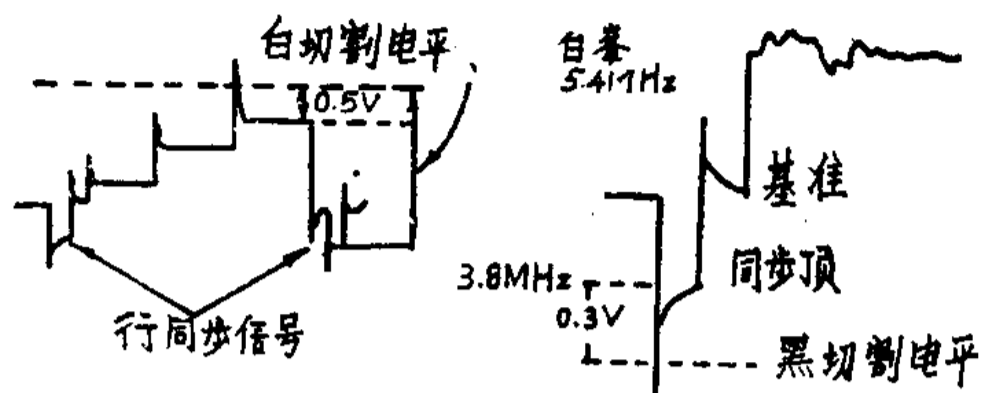 白切割电平
0.5V
行同步信号
白峯
5.4MHz
基准
同步顶
3.8MHz
0.3V
黑切割电平